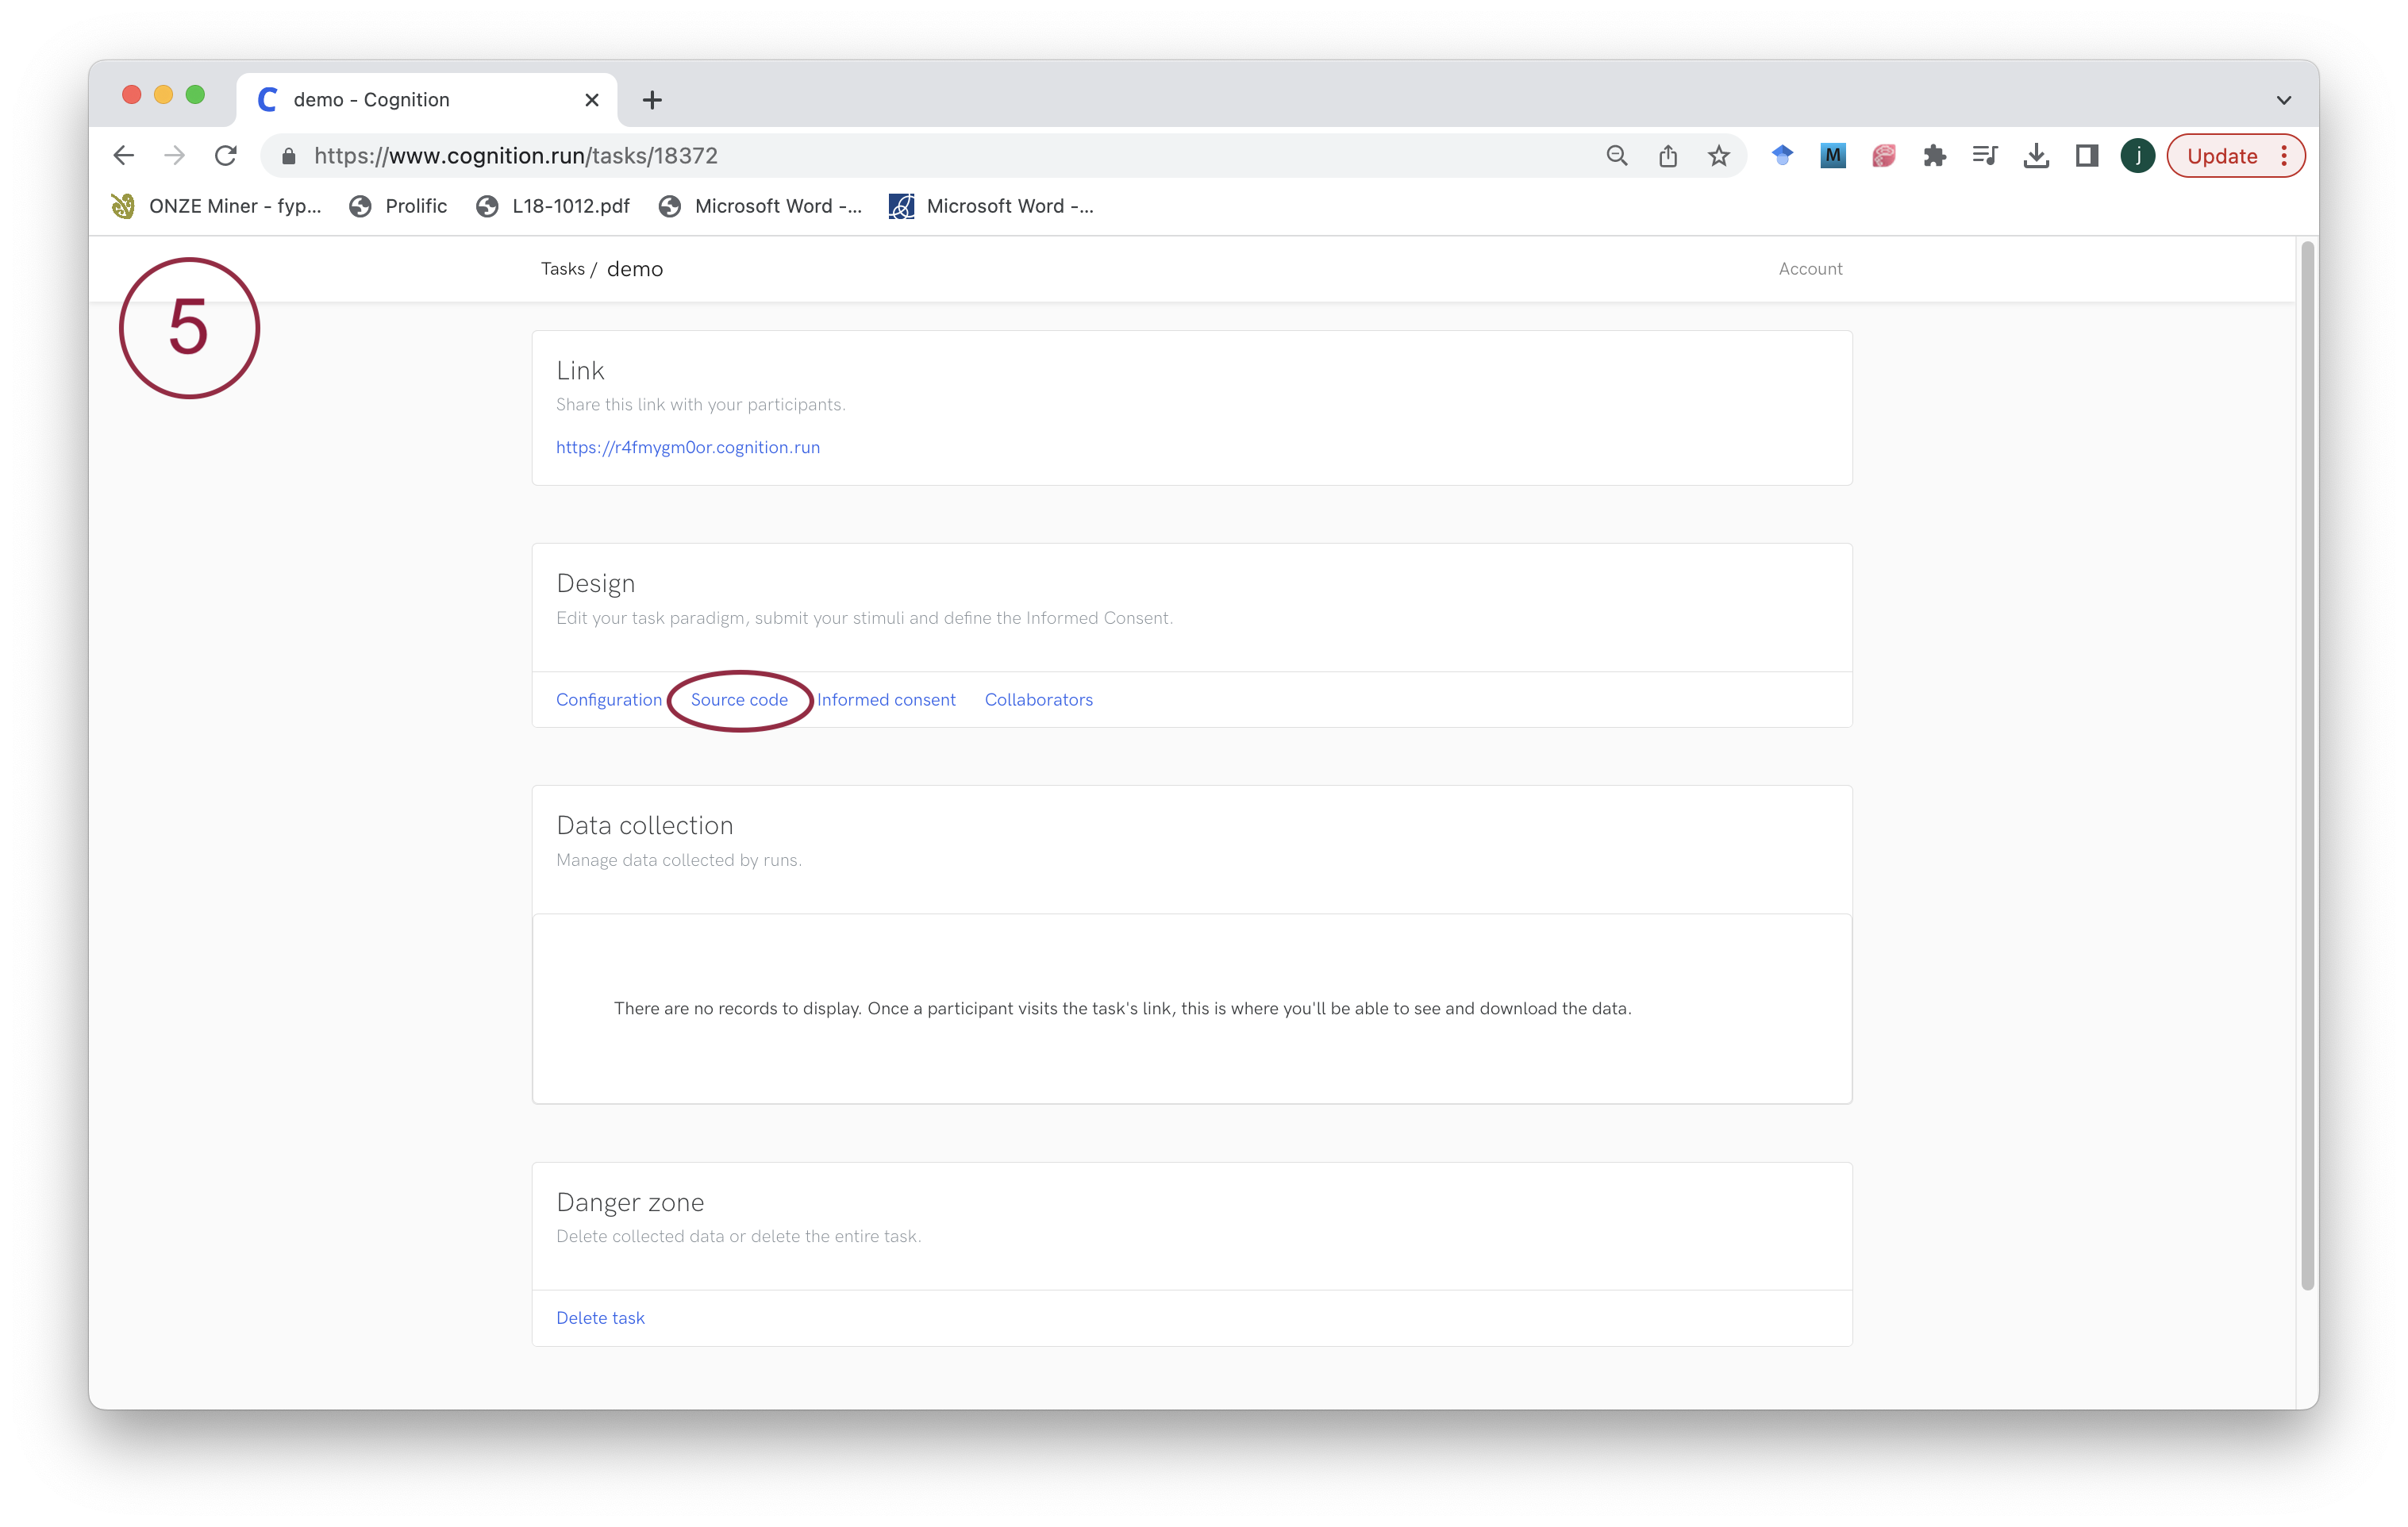 demo - Cognition
https://www.cognition.run/tasks/18372
M
j
Update
ONZE Miner - fyp...
Prolific
L18-1012.pdf
Microsoft Word -...
Microsoft Word -...
5
Tasks / demo
Account
Link
Share this link with your participants.
https://r4fmygm0or.cognition.run
Design
Edit your task paradigm, submit your stimuli and define the Informed Consent.
Configuration Source code Informed consent Collaborators
Data collection
Manage data collected by runs.
There are no records to display. Once a participant visits the task's link, this is where you'll be able to see and download the data.
Danger zone
Delete collected data or delete the entire task.
Delete task